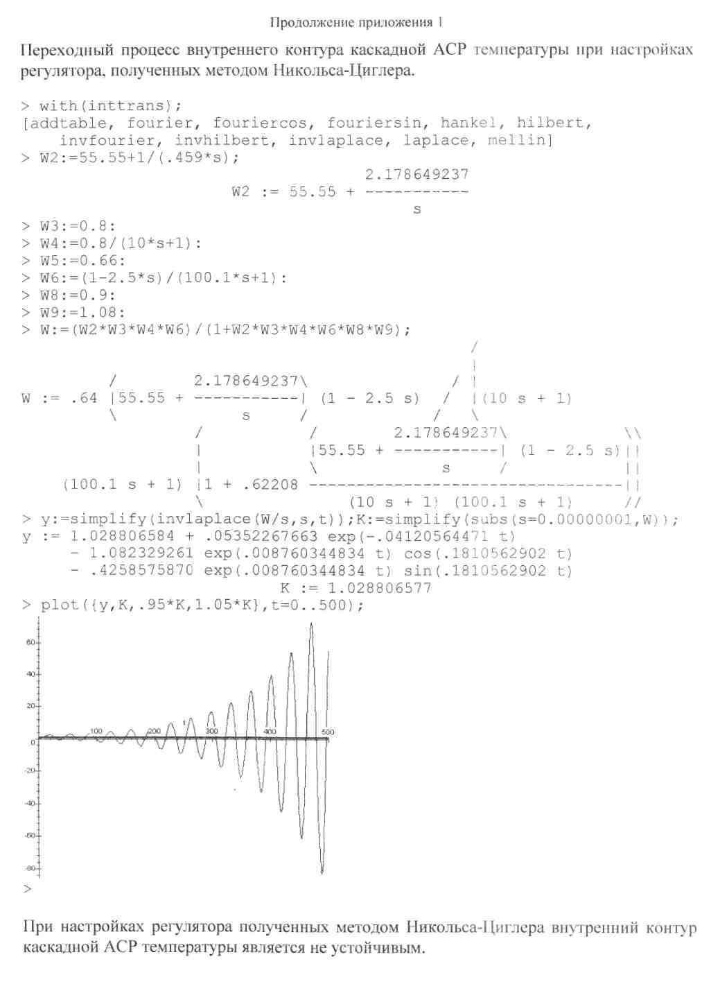 Продолжение приложения 1
Переходный процесс внутреннего контура каскадной АСР температуры при настройках
регулятора, полученных методом Никольса-Циглера.
> with(inttrans);
[addtable, fourier, fouriercos, fouriersin, hankel, hilbert,
invfourier, invhilbert, invlaplace, laplace, mellin]
> W2:=55.55+1/(.459*s);
2.178649237
W2 := 55.55 + -----------
s
> W3:=0.8:
> W4:=0.8/(10*s+1):
> W5:=0.66:
> W6:=(1-2.5*s)/(100.1*s+1):
> W8:=0.9:
> W9:=1.08:
> W:=(W2*W3*W4*W6)/(1+W2*W3*W4*W6*W8*W9);
/
|
/ 2.178649237\ / |
W := .64 |55.55 + -----------| (1 - 2.5 s) / |(10 s + 1)
\ s / / \
/ / 2.178649237\ \\
| |55.55 + -----------| (1 - 2.5 s)||
| \ s / ||
(100.1 s + 1) |1 + .62208 ---------------------------------||
\ (10 s + 1) (100.1 s + 1) //
> y:=simplify(invlaplace(W/s,s,t));K:=simplify(subs(s=0.00000001,W));
y := 1.028806584 + .05352267663 exp(-.04120564471 t)
- 1.082329261 exp(.008760344834 t) cos(.1810562902 t)
- .4258575870 exp(.008760344834 t) sin(.1810562902 t)
K := 1.028806577
> plot({y,K,.95*K,1.05*K},t=0..500);
60
40
20
0
-20
-40
-60
-80
100 200 t 300 400 500
>
При настройках регулятора полученных методом Никольса-Циглера внутренний контур
каскадной АСР температуры является не устойчивым.